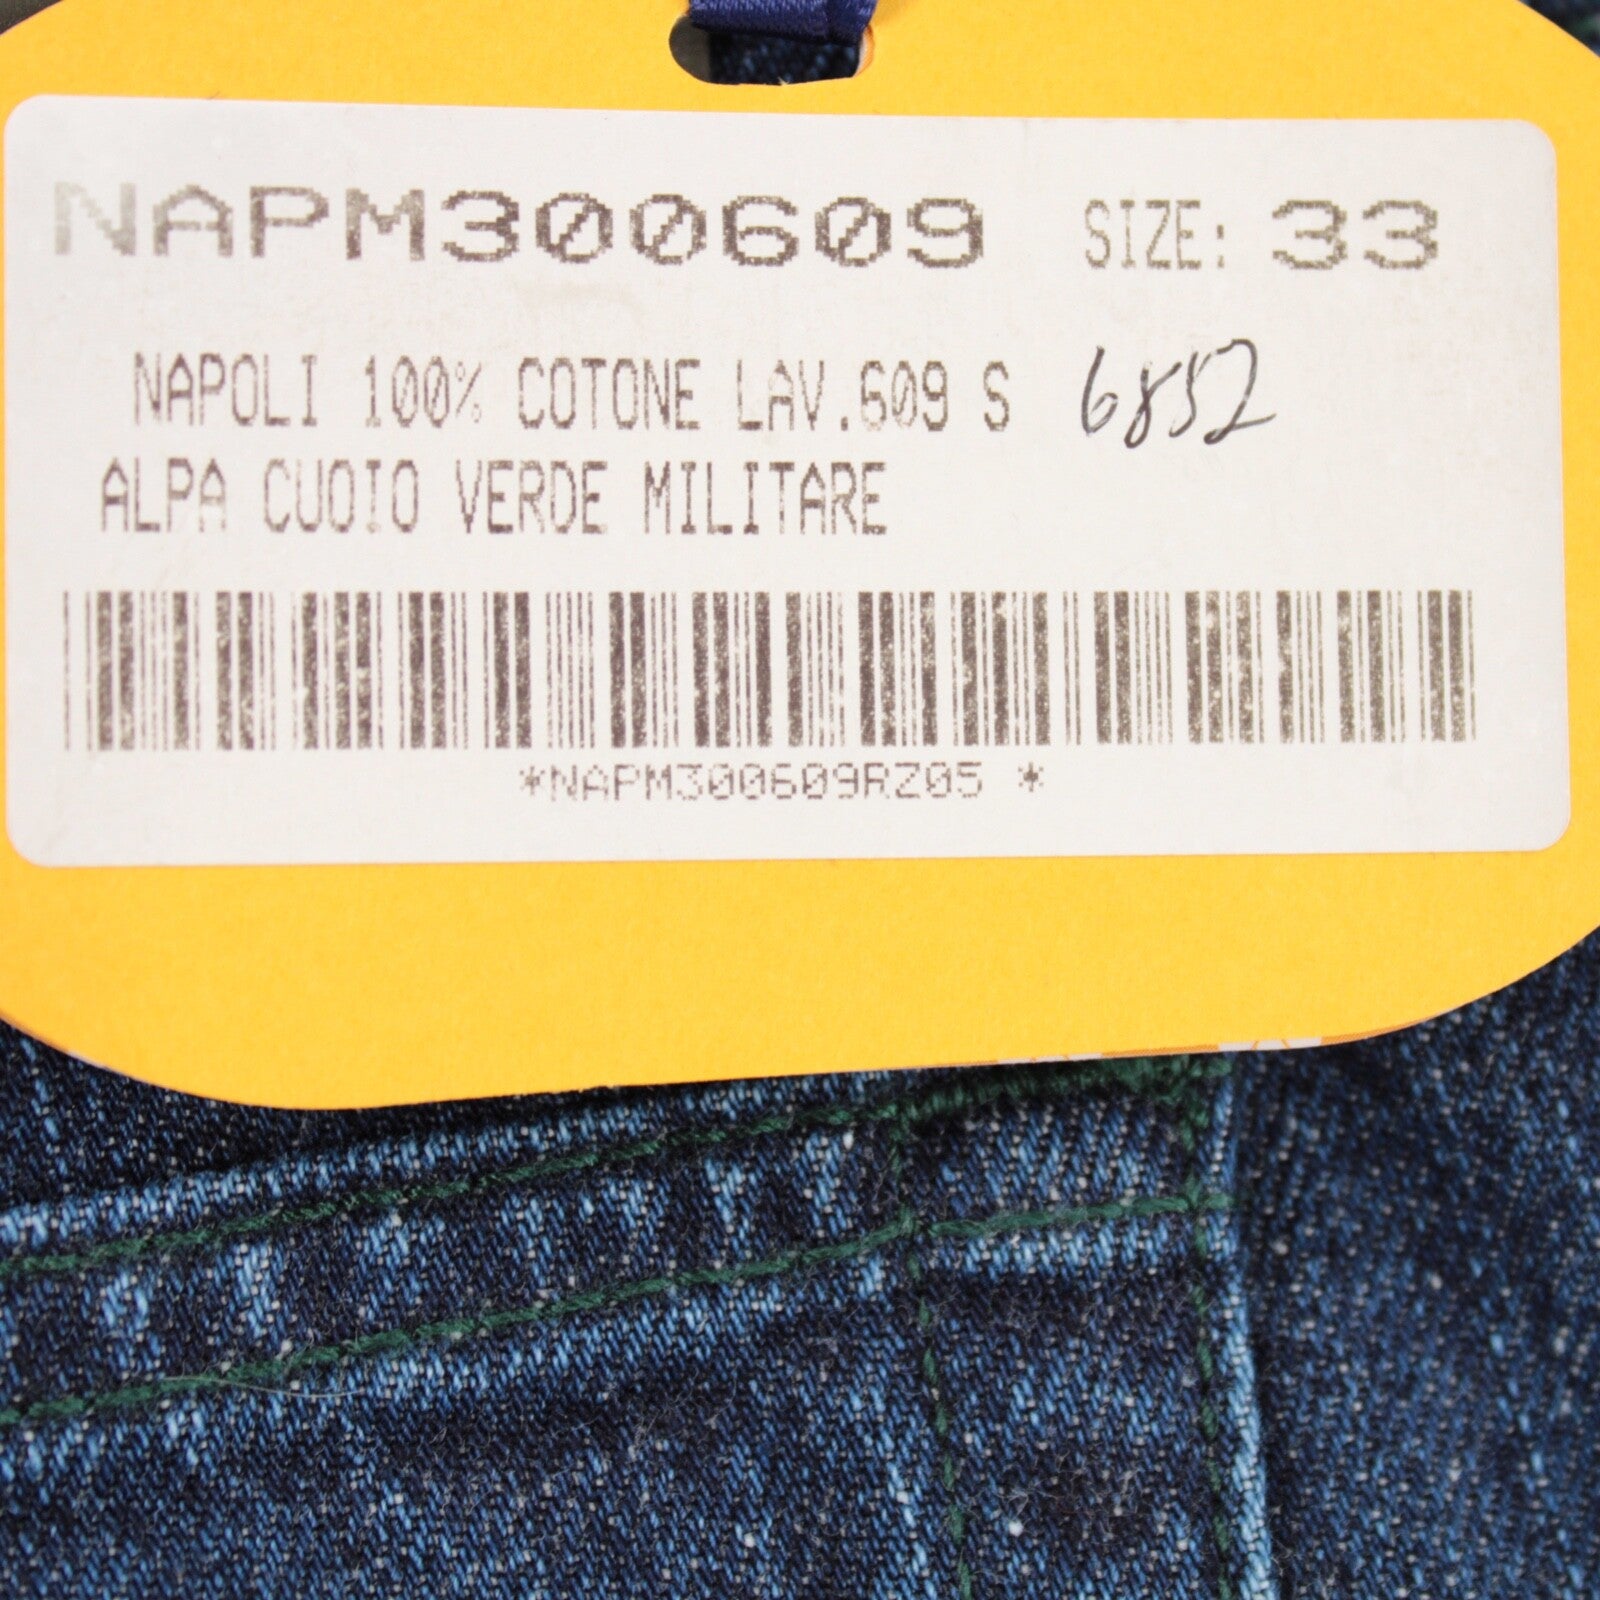 NAPM300609 SIZE: 33
NAPOLI 100% COTONE LAV.609 S 6852
ALPA CUOIO VERDE MILITARE
*NAPM300609RZ05 *